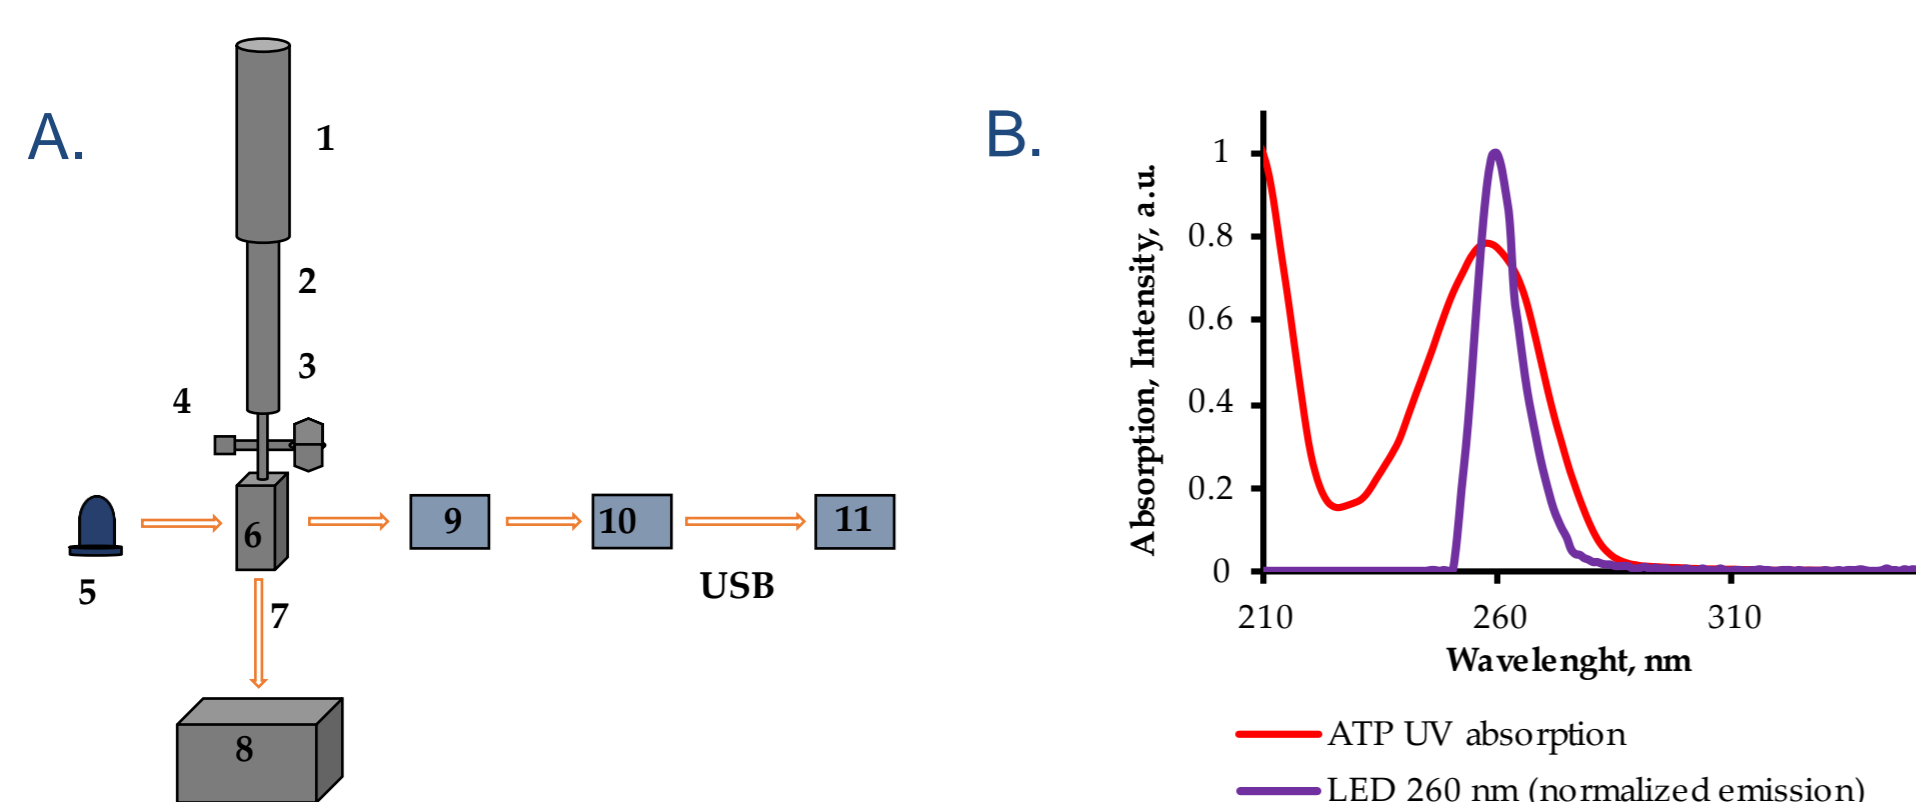 A.
1
2
3
4
5
6
7
8
9
10
11
USB
B.
Absorption, Intensity, a.u.
1
0.8
0.6
0.4
0.2
0
210
260
310
Wavelenght, nm
ATP UV absorption
LED 260 nm (normalized emission)